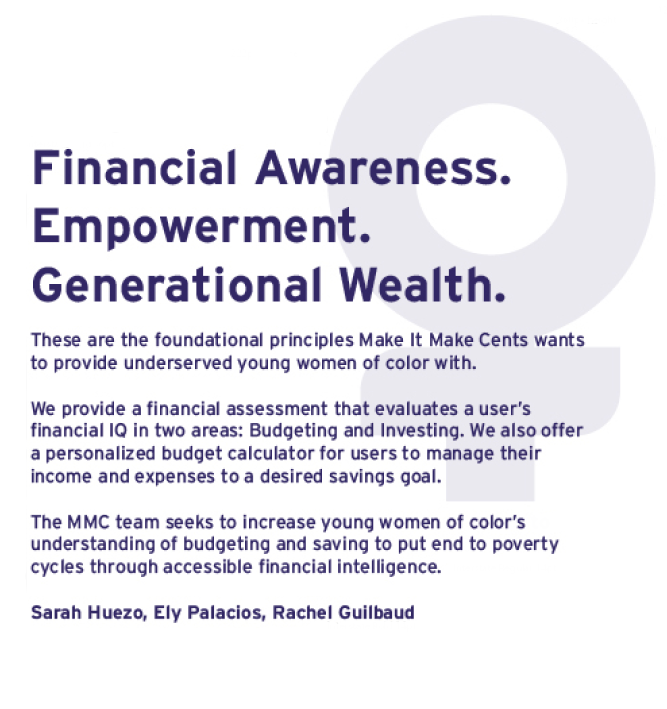 Financial Awareness.
Empowerment.
Generational Wealth.
These are the foundational principles Make It Make Cents wants
to provide underserved young women of color with.
We provide a financial assessment that evaluates a user's
financial IQ in two areas: Budgeting and Investing. We also offer
a personalized budget calculator for users to manage their
income and expenses to a desired savings goal.
The MMC team seeks to increase young women of color's
understanding of budgeting and saving to put end to poverty
cycles through accessible financial intelligence.
Sarah Huezo, Ely Palacios, Rachel Guilbaud